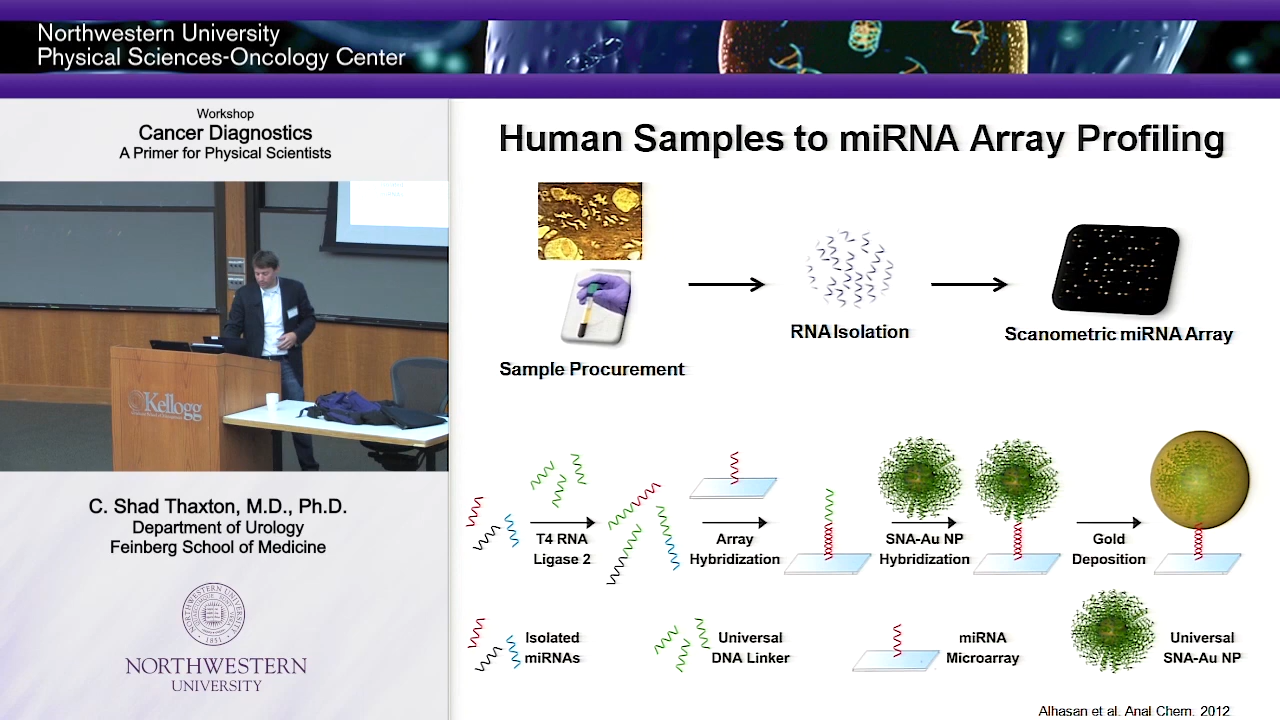 Northwestern University
Physical Sciences-Oncology Center
Workshop
Cancer Diagnostics
A Primer for Physical Scientists
Kellogg
C. Shad Thaxton, M.D., Ph.D.
Department of Urology
Feinberg School of Medicine
NORTHWESTERN
UNIVERSITY
1851
NORTHWESTERN
UNIVERSITY
Human Samples to miRNA Array Profiling
Sample Procurement
RNA Isolation
Scanometric miRNA Array
T4 RNA
Ligase 2
Array
Hybridization
SNA-Au NP
Hybridization
Gold
Deposition
Isolated
miRNAs
Universal
DNA Linker
miRNA
Microarray
Universal
SNA-Au NP
Alhasan et al. Anal Chem. 2012